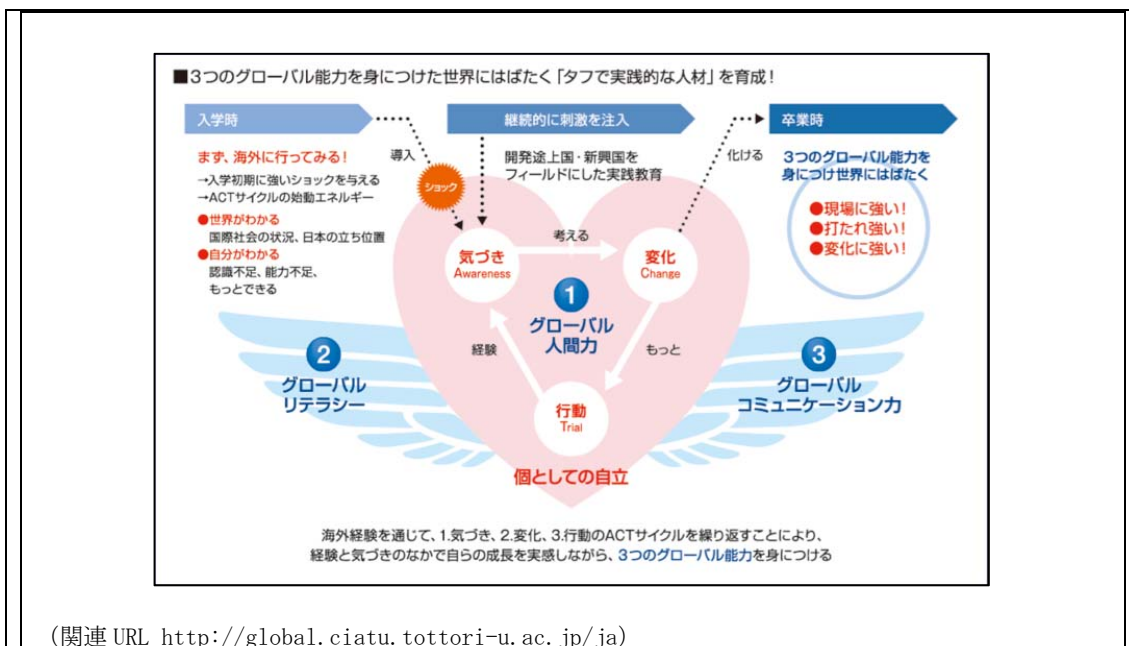 ■3つのグローバル能力を身につけた世界にはばたく「タフで実践的な人材」を育成!
入学時
継続的に刺激を注入
卒業時
まず、海外に行ってみる!
→入学初期に強いショックを与える
→ACTサイクルの始動エネルギー
●世界がわかる
国際社会の状況、日本の立ち位置
●自分がわかる
認識不足、能力不足、
もっとできる
導入
ショック
開発途上国・新興国を
フィールドにした実践教育
化ける
3つのグローバル能力を
身につけ世界にはばたく
●現場に強い!
●打たれ強い!
●変化に強い!
気づき
Awareness
考える
変化
Change
1
グローバル
人間力
経験
もっと
行動
Trial
2
グローバル
リテラシー
3
グローバル
コミュニケーション力
個としての自立
海外経験を通じて、1.気づき、2.変化、3.行動のACTサイクルを繰り返すことにより、
経験と気づきのなかで自らの成長を実感しながら、3つのグローバル能力を身につける
(関連 URL http://global.ciatu.tottori-u.ac.jp/ja)